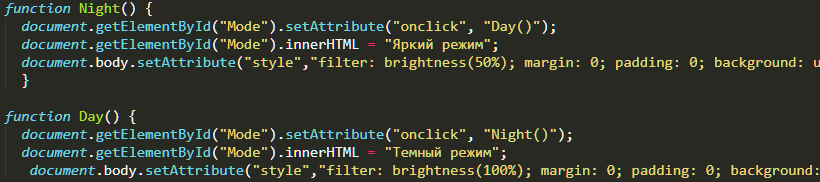 function Night() {
document.getElementById("Mode").setAttribute("onclick", "Day()");
document.getElementById("Mode").innerHTML = "Яркий режим";
document.body.setAttribute("style","filter: brightness(50%); margin: 0; padding: 0; background: u
}
function Day() {
document.getElementById("Mode").setAttribute("onclick", "Night()");
document.getElementById("Mode").innerHTML = "Темный режим";
document.body.setAttribute("style","filter: brightness(100%); margin: 0; padding: 0; background: